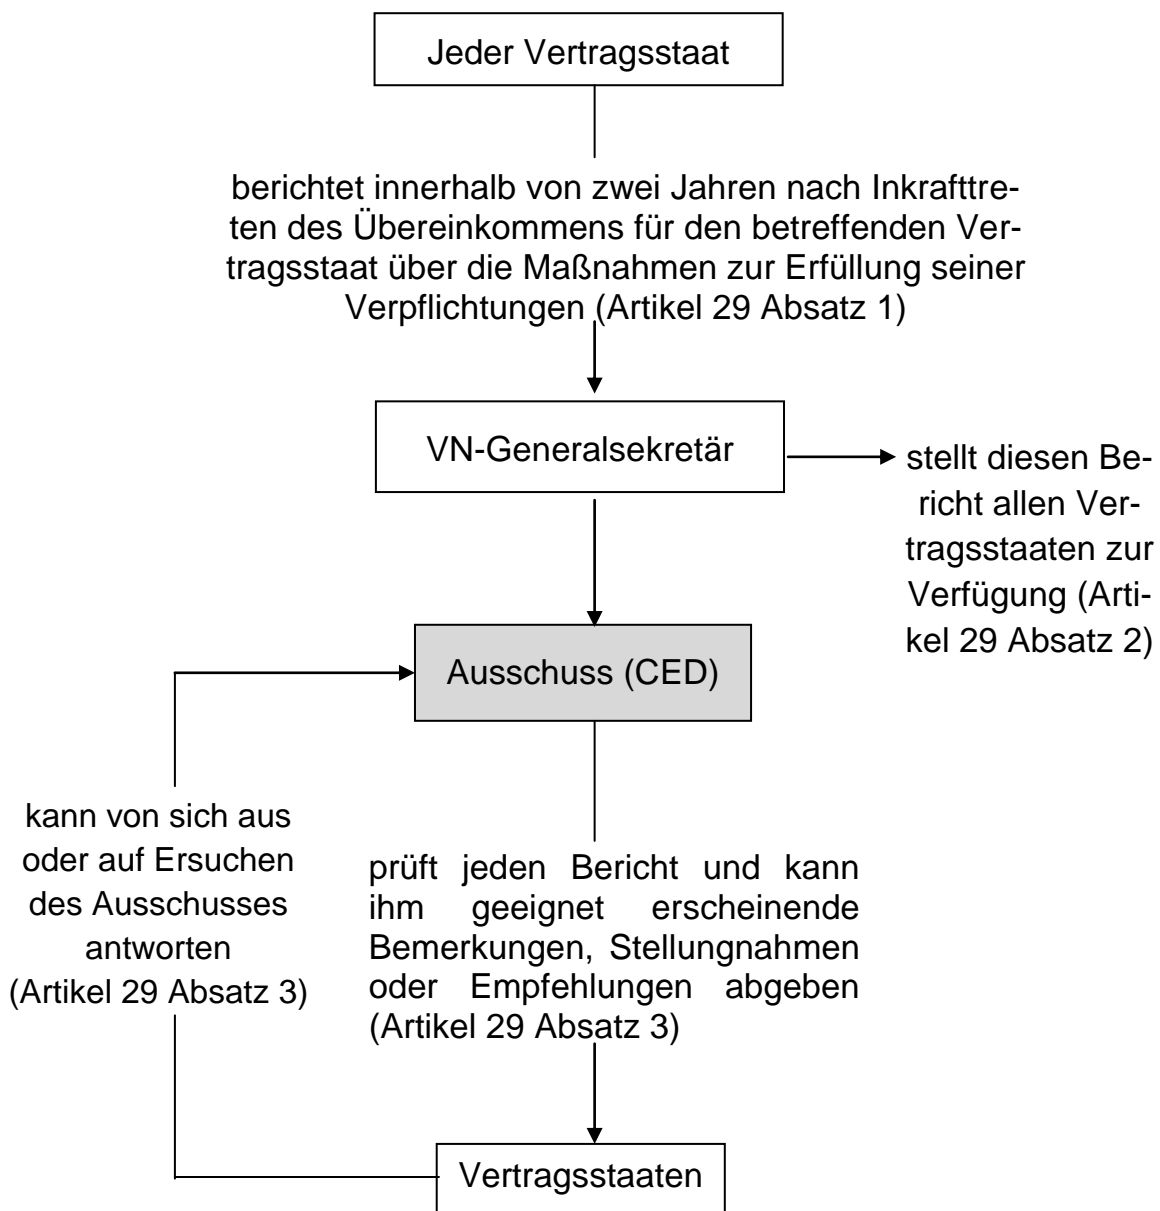 Jeder Vertragsstaat
berichtet innerhalb von zwei Jahren nach Inkrafttre-
ten des Übereinkommens für den betreffenden Ver-
tragsstaat über die Maßnahmen zur Erfüllung seiner
Verpflichtungen (Artikel 29 Absatz 1)
VN-Generalsekretär
stellt diesen Be-
richt allen Ver-
tragsstaaten zur
Verfügung (Arti-
kel 29 Absatz 2)
Ausschuss (CED)
kann von sich aus
oder auf Ersuchen
des Ausschusses
antworten
(Artikel 29 Absatz 3)
prüft jeden Bericht und kann
ihm geeignet erscheinende
Bemerkungen, Stellungnahmen
oder Empfehlungen abgeben
(Artikel 29 Absatz 3)
Vertragsstaaten